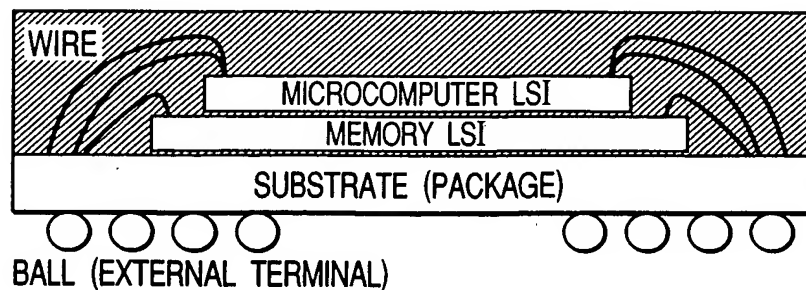 WIRE
MICROCOMPUTER LSI
MEMORY LSI
SUBSTRATE (PACKAGE)
BALL (EXTERNAL TERMINAL)